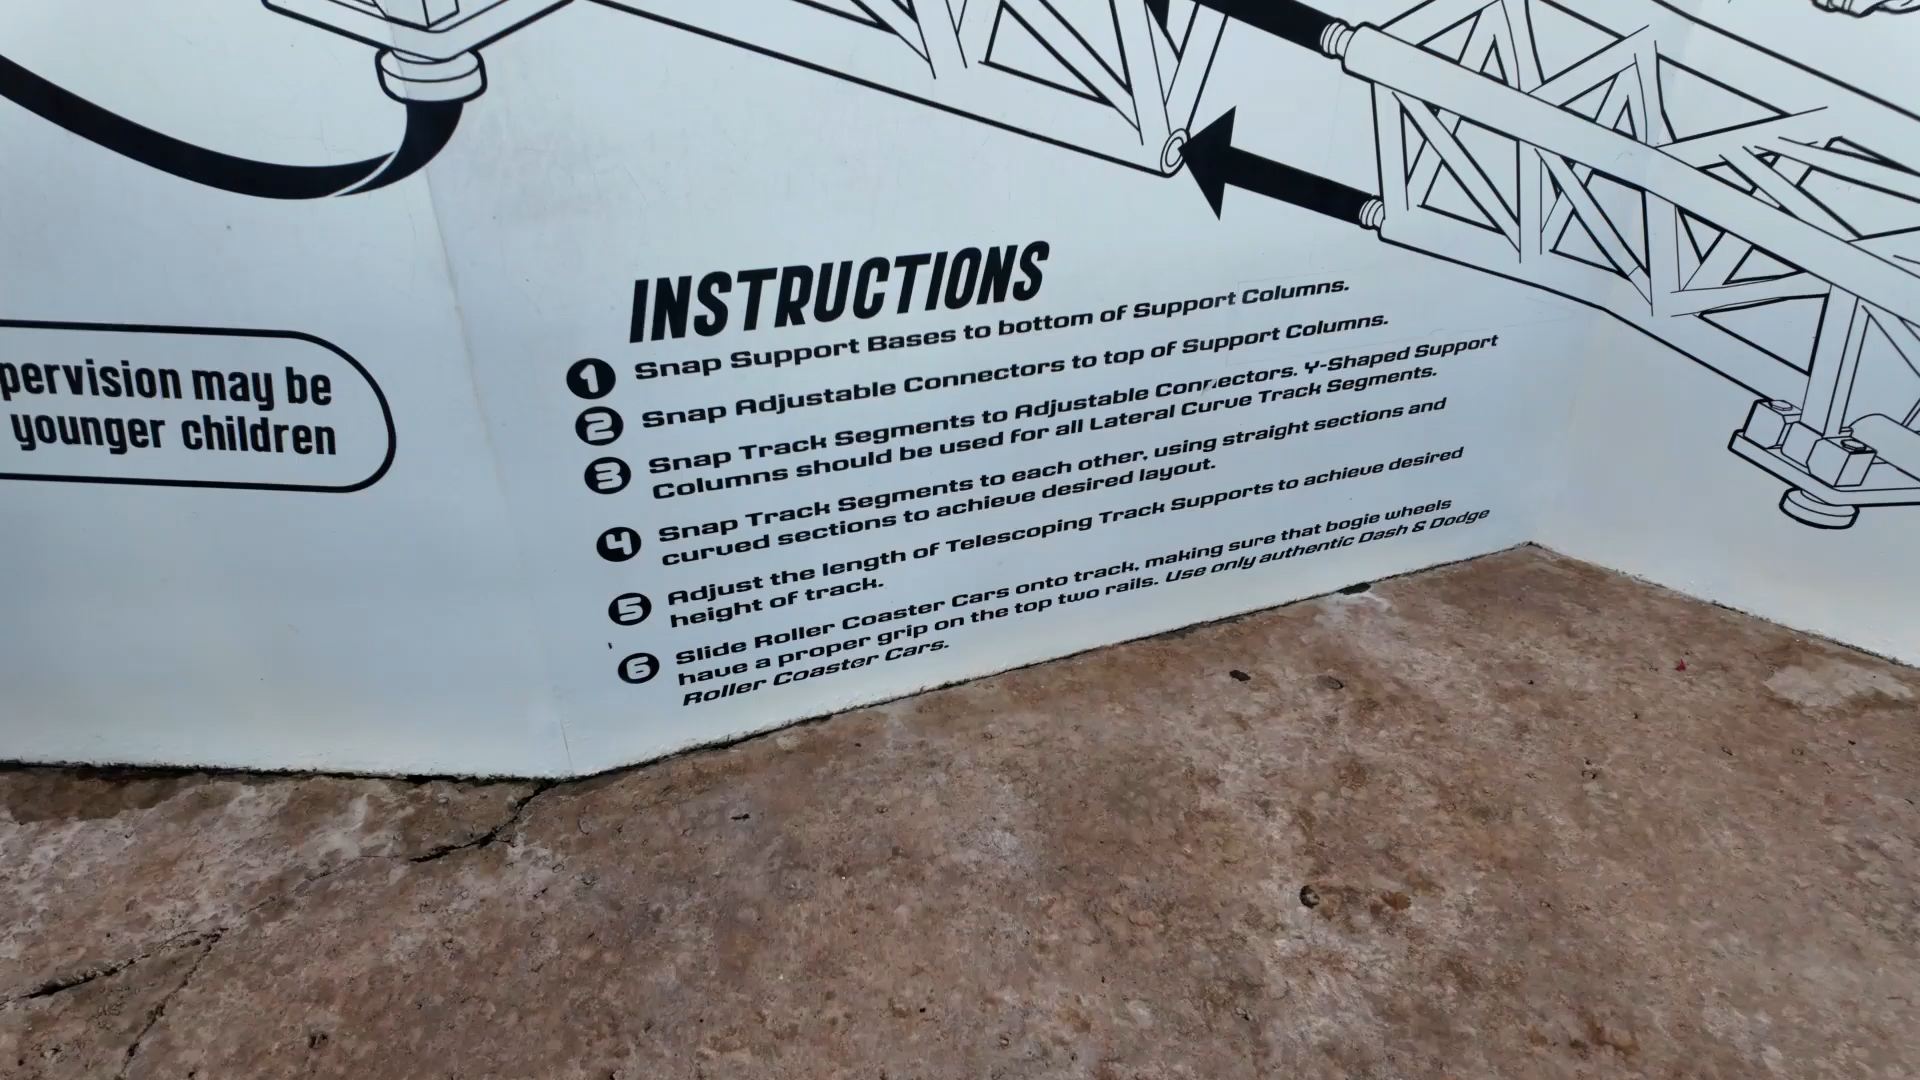 pervision may be
younger children
INSTRUCTIONS
1 Snap Support Bases to bottom of Support Columns.
2 Snap Adjustable Connectors to top of Support Columns.
3 Snap Track Segments to Adjustable Connectors. Y-Shaped Support
Columns should be used for all Lateral Curve Track Segments.
4 Snap Track Segments to each other, using straight sections and
curved sections to achieve desired layout.
5 Adjust the length of Telescoping Track Supports to achieve desired
height of track.
6 Slide Roller Coaster Cars onto track, making sure that bogie wheels
have a proper grip on the top two rails. Use only authentic Dash & Dodge
Roller Coaster Cars.